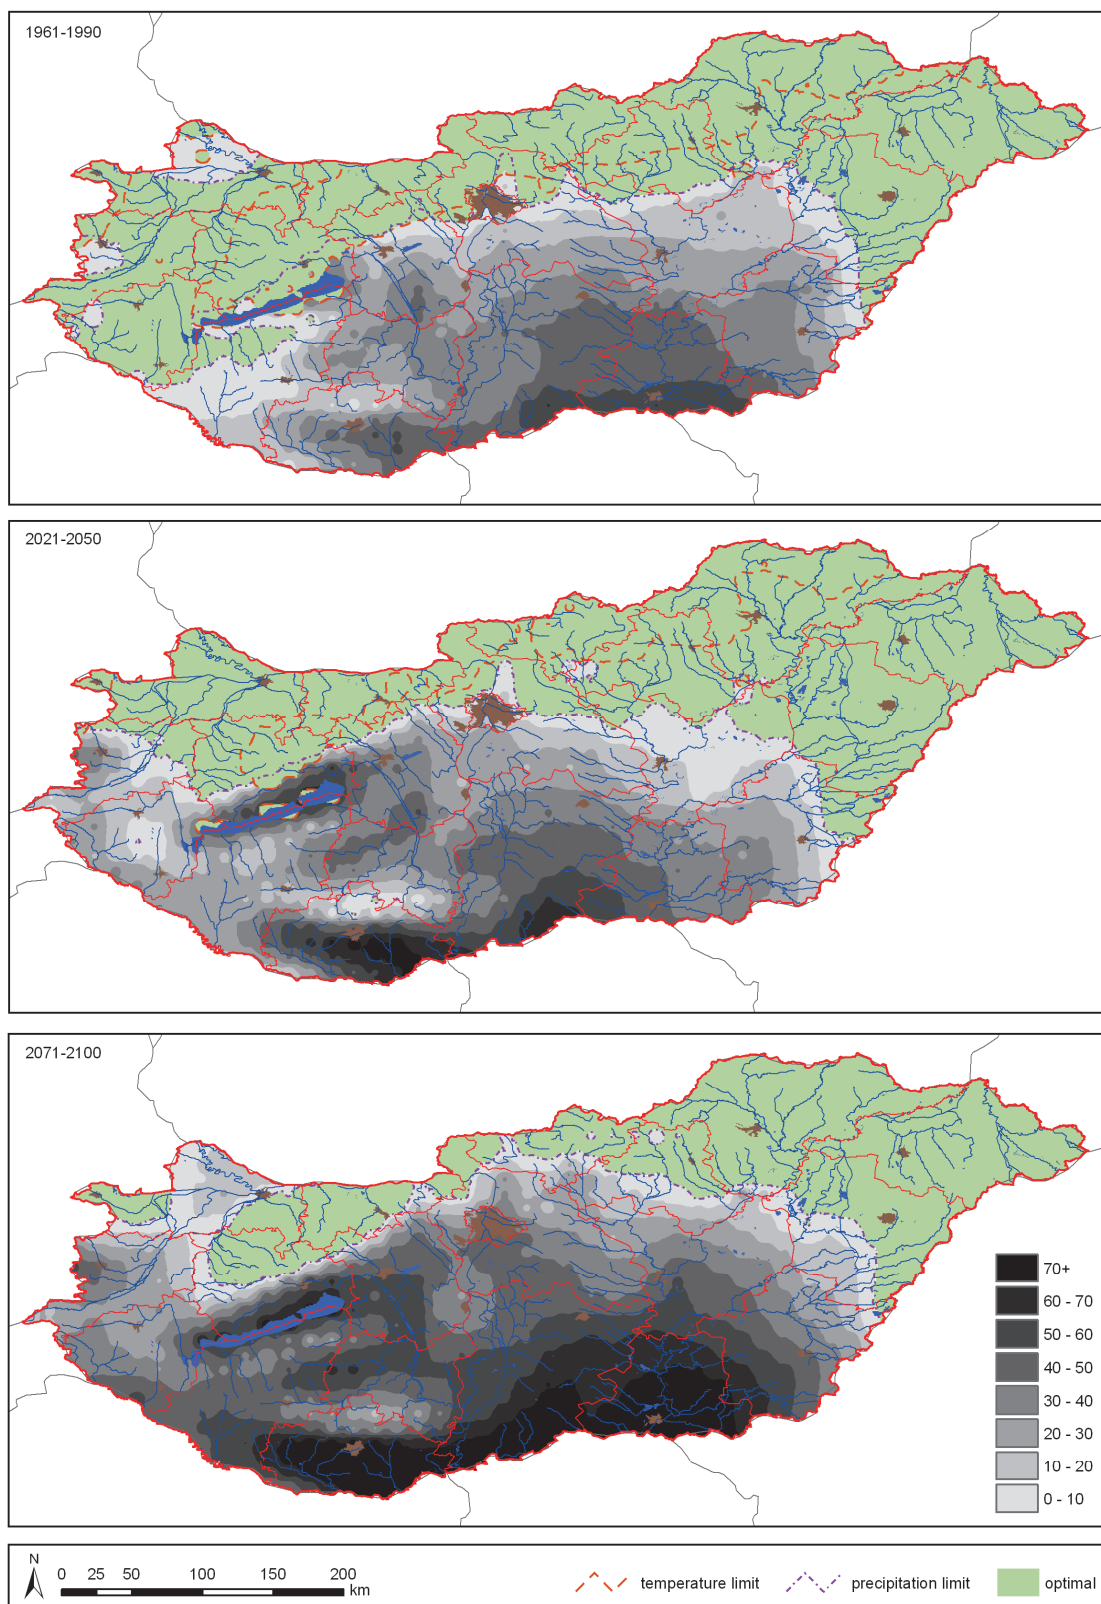 1961-1990
2021-2050
2071-2100
70+
60 - 70
50 - 60
40 - 50
30 - 40
20 - 30
10 - 20
0 - 10
N
0 25 50 100 150 200
km
temperature limit
precipitation limit
optimal